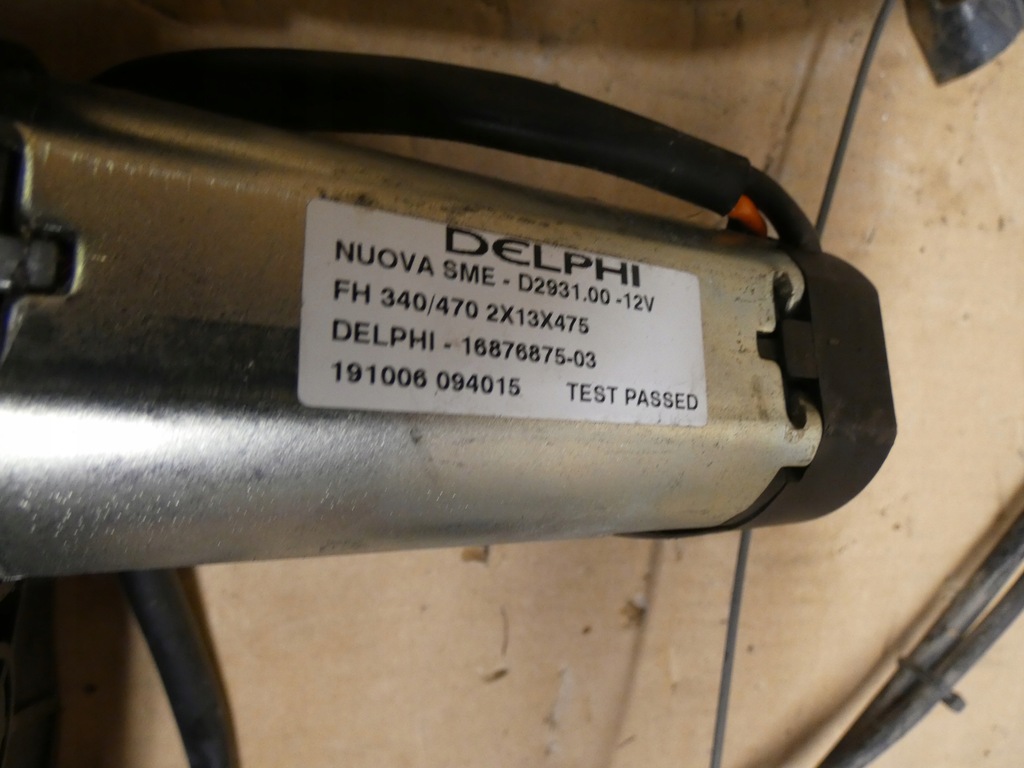 DELPHI
NUOVA SME - D2931.00 -12V
FH 340/470 2X13X475
DELPHI - 16876875-03
191006 094015 TEST PASSED